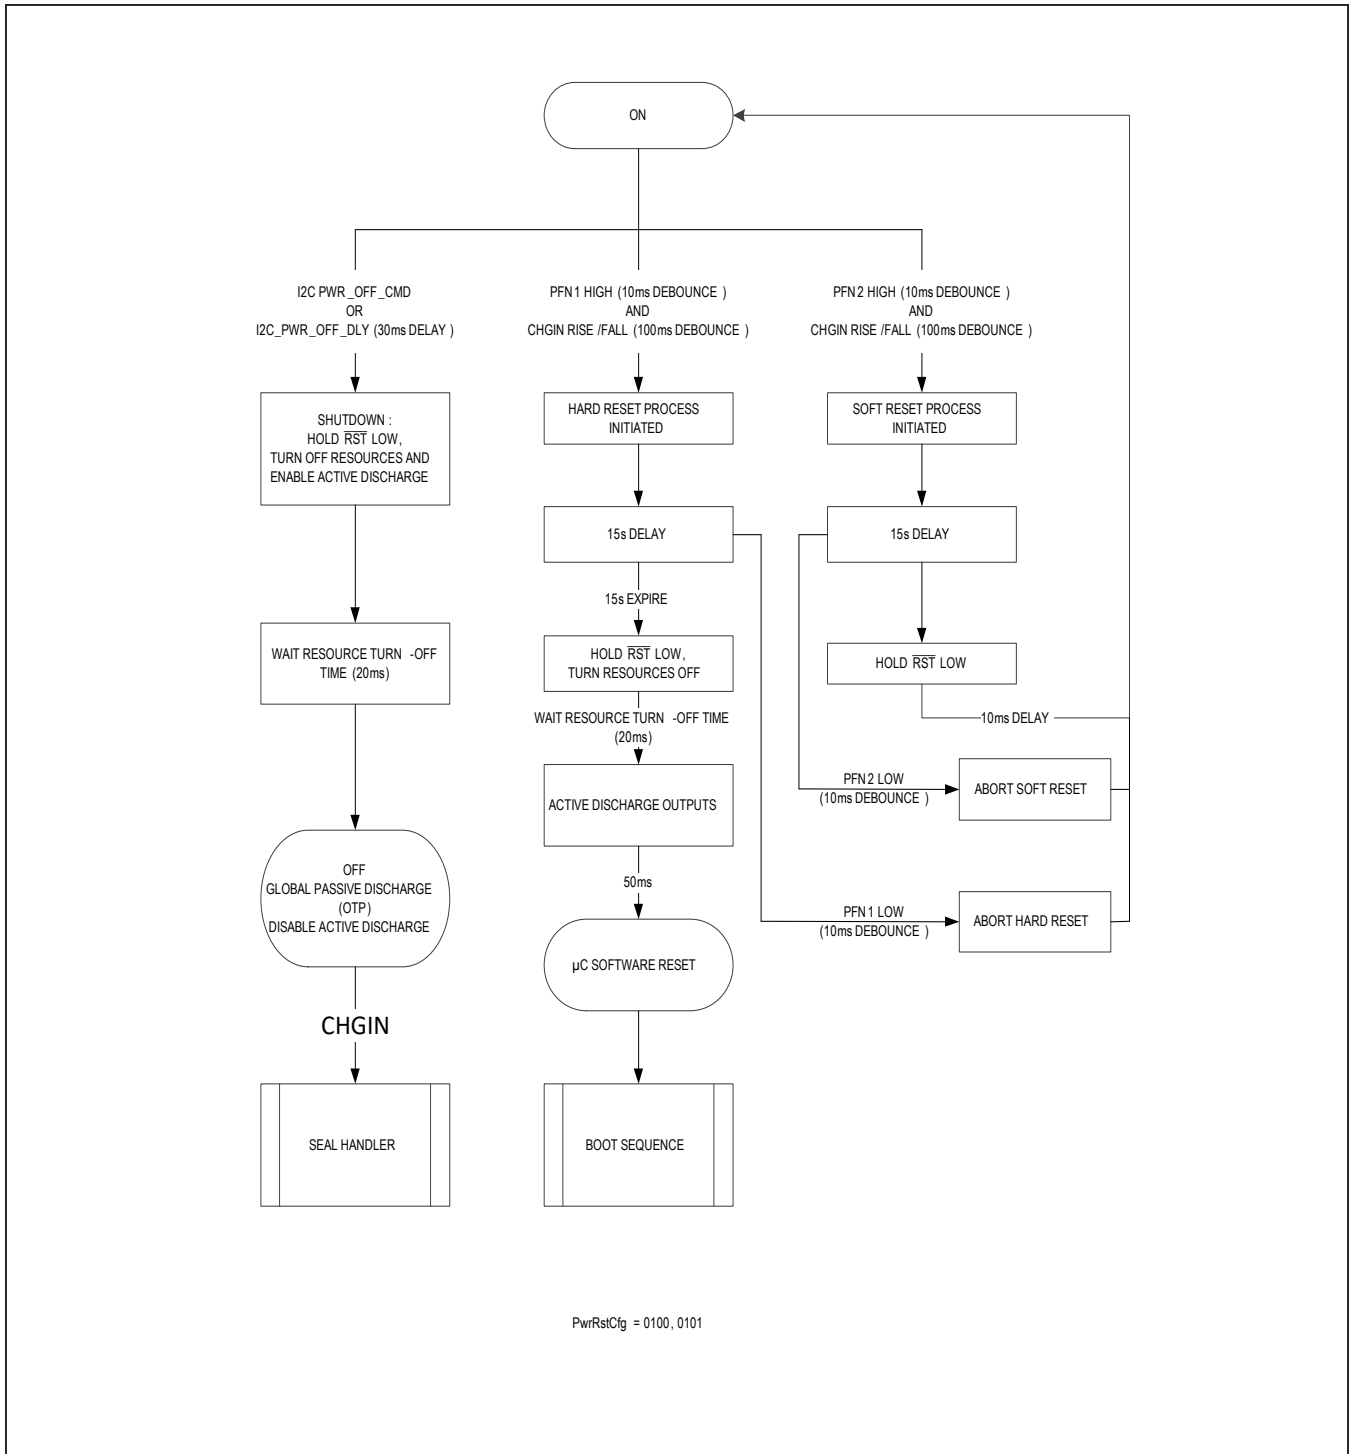 ON
I2C PWR_OFF_CMD
OR
I2C_PWR_OFF_DLY (30ms DELAY )
PFN1 HIGH (10ms DEBOUNCE )
AND
CHGIN RISE /FALL (100ms DEBOUNCE )
PFN2 HIGH (10ms DEBOUNCE )
AND
CHGIN RISE /FALL (100ms DEBOUNCE )
SHUTDOWN :
HOLD R̅S̅T̅ LOW,
TURN OFF RESOURCES AND
ENABLE ACTIVE DISCHARGE
HARD RESET PROCESS
INITIATED
SOFT RESET PROCESS
INITIATED
15s DELAY
15s DELAY
15s EXPIRE
WAIT RESOURCE TURN -OFF
TIME (20ms)
HOLD R̅S̅T̅ LOW,
TURN RESOURCES OFF
HOLD R̅S̅T̅ LOW
WAIT RESOURCE TURN -OFF TIME
(20ms)
10ms DELAY
ACTIVE DISCHARGE OUTPUTS
PFN2 LOW
(10ms DEBOUNCE )
ABORT SOFT RESET
OFF
GLOBAL PASSIVE DISCHARGE
(OTP)
DISABLE ACTIVE DISCHARGE
50ms
PFN1 LOW
(10ms DEBOUNCE )
ABORT HARD RESET
µC SOFTWARE RESET
CHGIN
SEAL HANDLER
BOOT SEQUENCE
PwrRstCfg = 0100, 0101